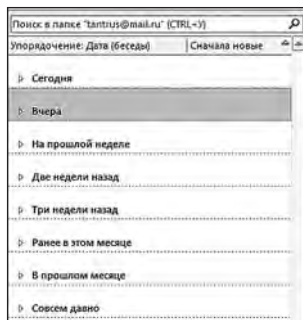 Поиск в папке "tantrus@mail.ru" (CTRL+У)
Упорядочение: Дата (беседы) Сначала новые
Сегодня
Вчера
На прошлой неделе
Две недели назад
Три недели назад
Ранее в этом месяце
В прошлом месяце
Совсем давно